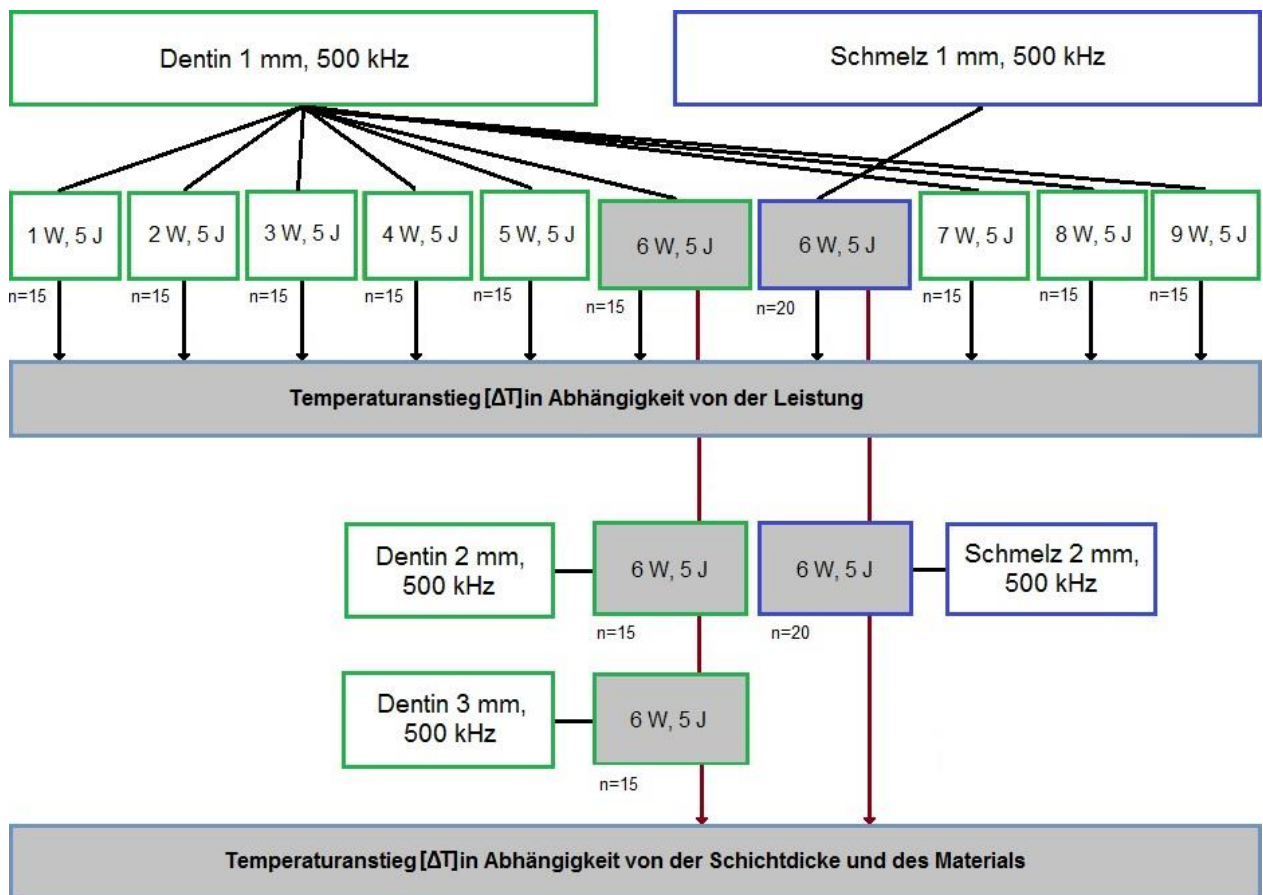 Dentin 1 mm, 500 kHz
Schmelz 1 mm, 500 kHz
1 W, 5 J
2 W, 5 J
3 W, 5 J
4 W, 5 J
5 W, 5 J
6 W, 5 J
6 W, 5 J
7 W, 5 J
8 W, 5 J
9 W, 5 J
n=15
n=15
n=15
n=15
n=15
n=15
n=20
n=15
n=15
n=15
Temperaturanstieg [ΔT] in Abhängigkeit von der Leistung
Dentin 2 mm,
500 kHz
6 W, 5 J
n=15
6 W, 5 J
n=20
Schmelz 2 mm,
500 kHz
Dentin 3 mm,
500 kHz
6 W, 5 J
n=15
Temperaturanstieg [ΔT] in Abhängigkeit von der Schichtdicke und des Materials